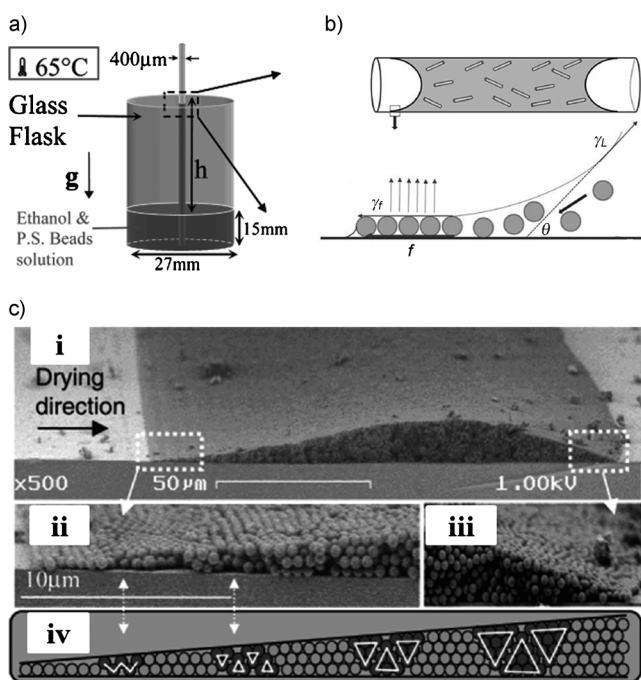 a)
65°C
400µm
Glass
Flask
h
g
15mm
Ethanol &
P.S. Beads
solution
27mm
b)
γL
γf
θ
f
c)
i
Drying
direction
x500
50µm
1.00kV
ii
iii
10µm
iv